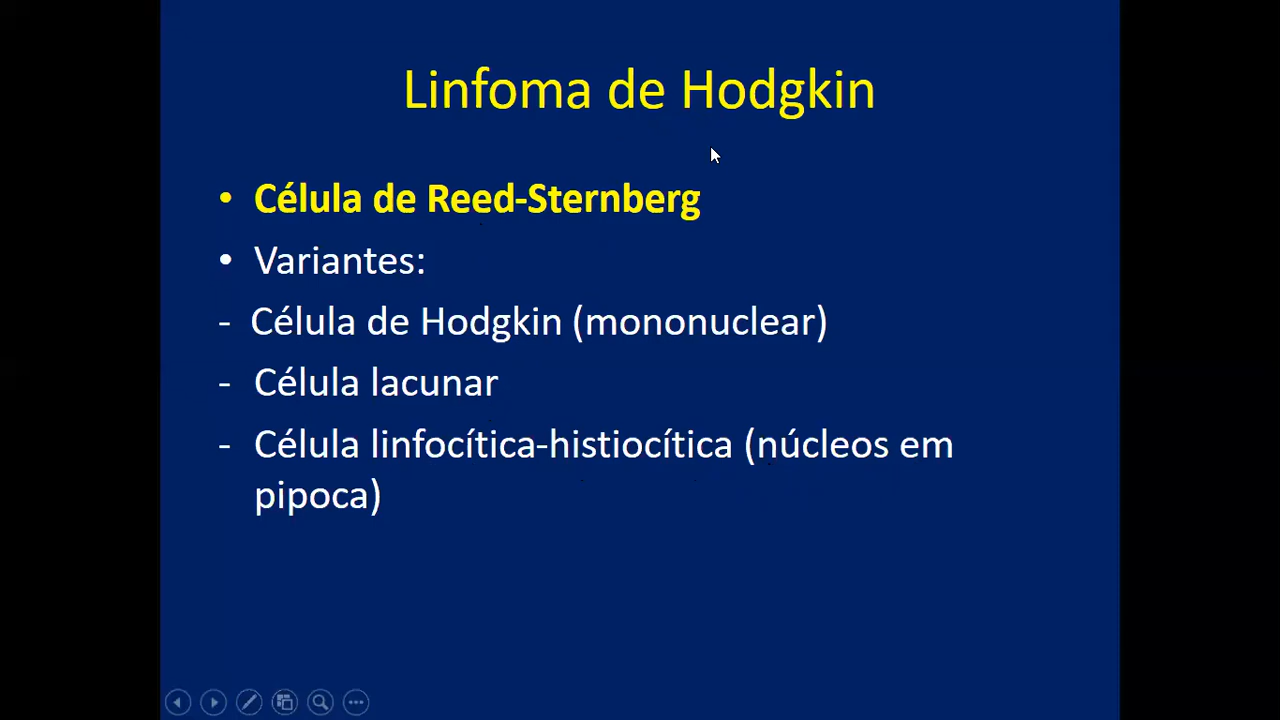 Linfoma de Hodgkin
• Célula de Reed-Sternberg
• Variantes:
- Célula de Hodgkin (mononuclear)
- Célula lacunar
- Célula linfocítica-histiocítica (núcleos em
pipoca)